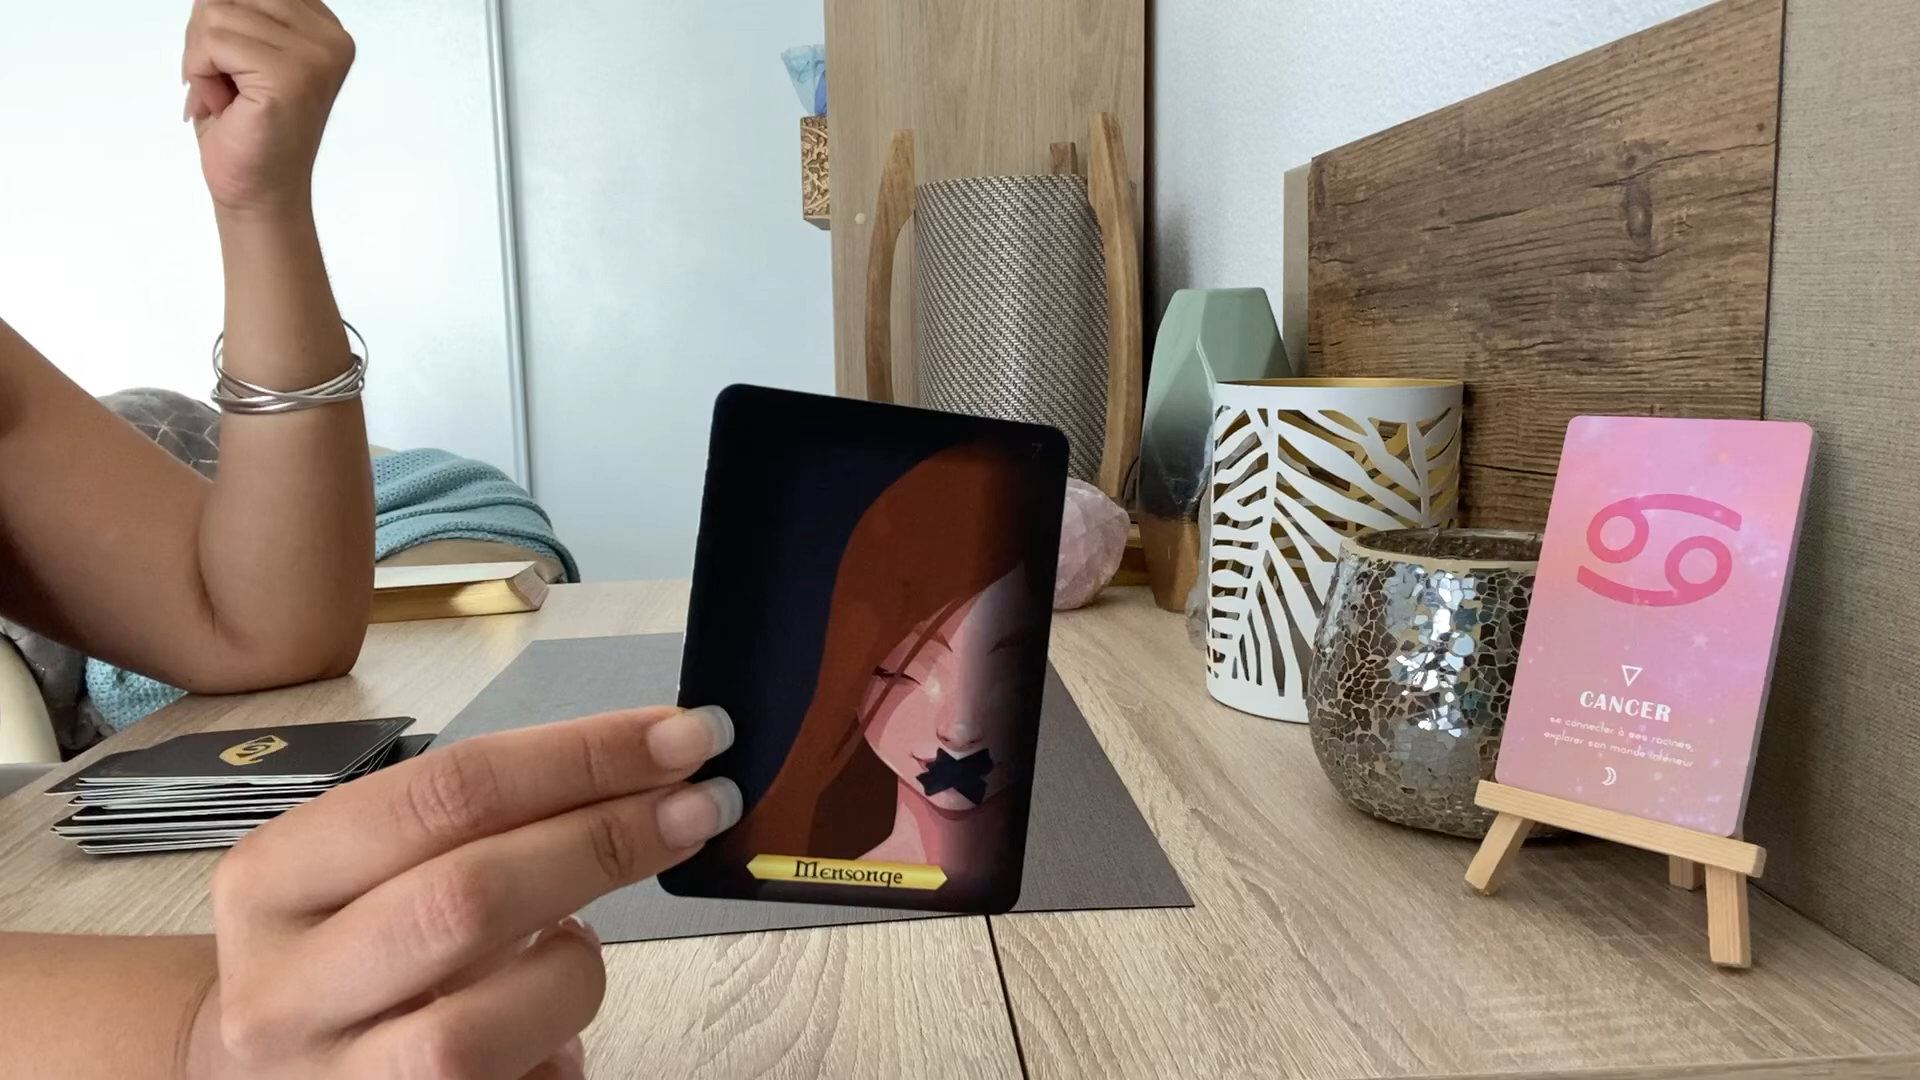 7
Mensonge
CANCER
se connecter à ses racines,
explorer son monde intérieur